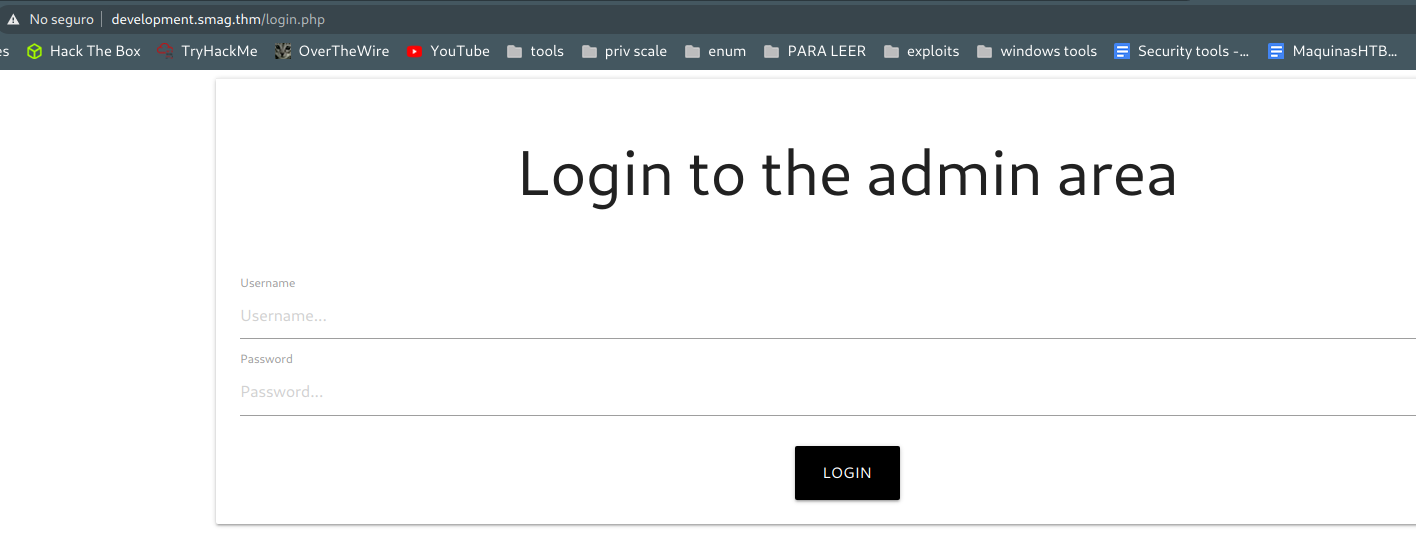 No seguro development.smag.thm/login.php
es Hack The Box TryHackMe OverTheWire YouTube tools priv scale enum PARA LEER exploits windows tools Security tools -... MaquinasHTB...
Login to the admin area
Username
Username...
Password
Password...
LOGIN